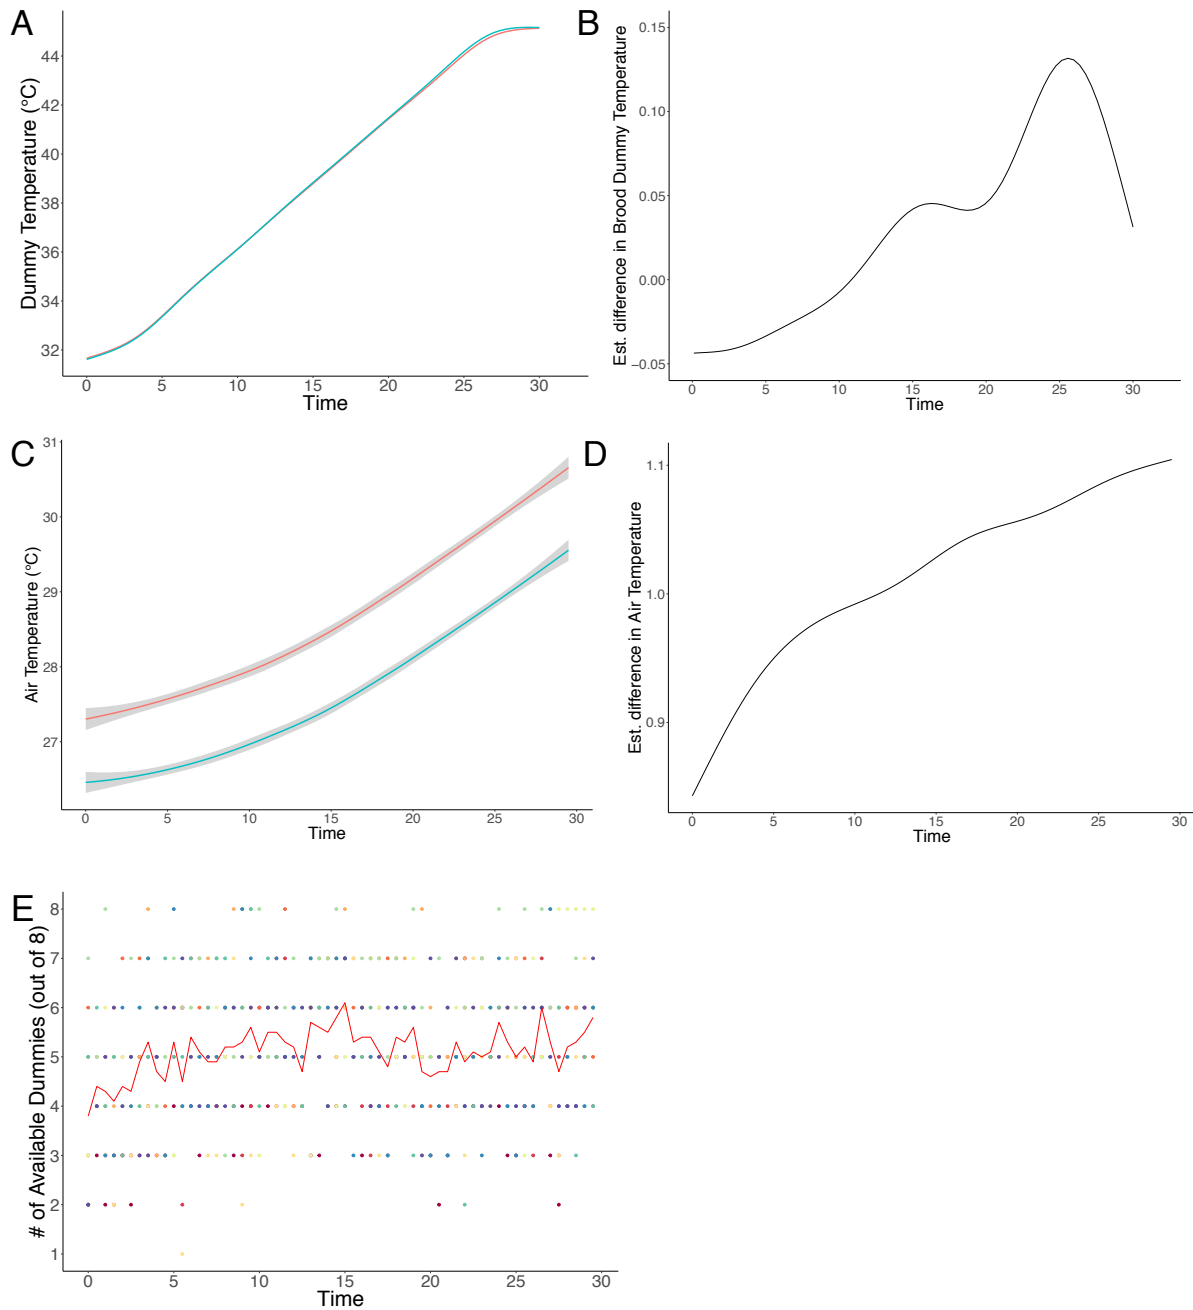 A
Dummy Temperature (°C)
44
42
40
38
36
34
32
0 5 10 15 20 25 30
Time
B
Est. difference in Brood Dummy Temperature
0.15
0.10
0.05
0.00
−0.05
0 5 10 15 20 25 30
Time
C
Air Temperature (°C)
31
30
29
28
27
0 5 10 15 20 25 30
Time
D
Est. difference in Air Temperature
1.1
1.0
0.9
0 5 10 15 20 25 30
Time
E
# of Available Dummies (out of 8)
8
7
6
5
4
3
2
1
0 5 10 15 20 25 30
Time